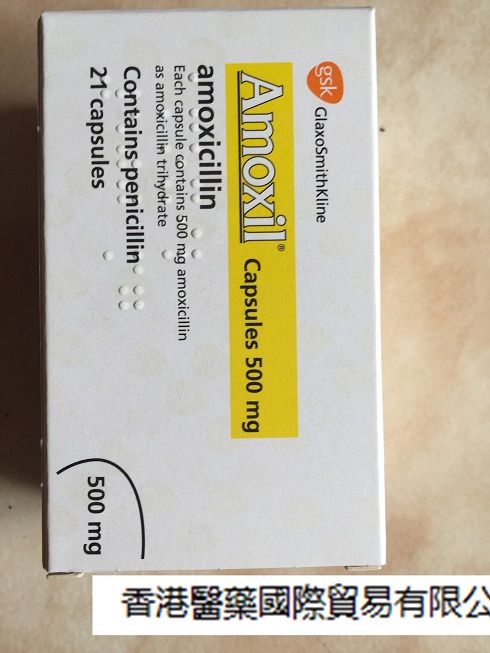 gsk
GlaxoSmithKline
Amoxil® Capsules 500 mg
amoxicillin
Each capsule contains 500 mg amoxicillin
as amoxicillin trihydrate
Contains penicillin
21 capsules
500 mg
香港醫藥國際貿易有限公